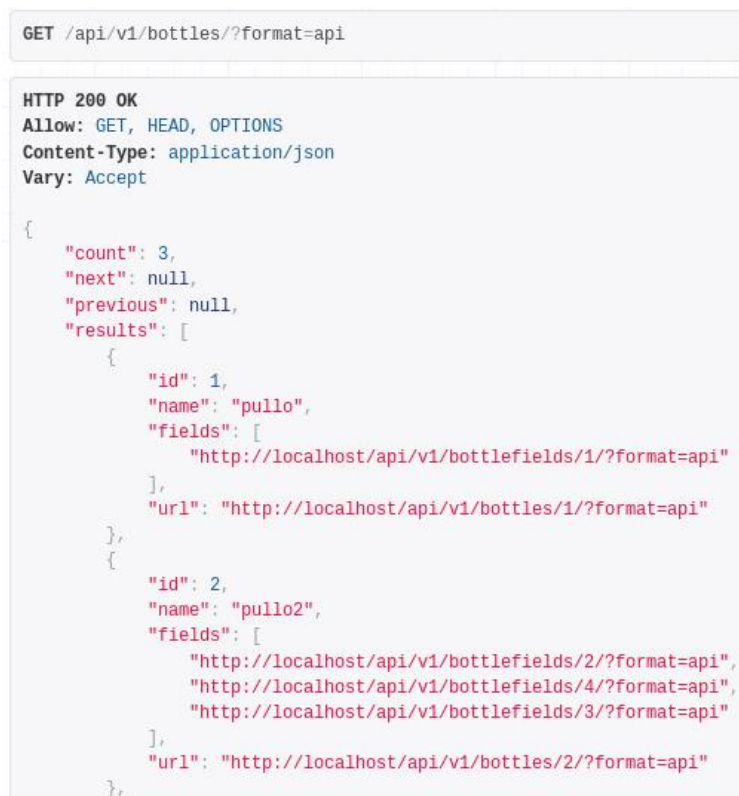 GET /api/v1/bottles/?format=api
HTTP 200 OK
Allow: GET, HEAD, OPTIONS
Content-Type: application/json
Vary: Accept
{
    "count": 3,
    "next": null,
    "previous": null,
    "results": [
        {
            "id": 1,
            "name": "pullo",
            "fields": [
                "http://localhost/api/v1/bottlefields/1/?format=api"
            ],
            "url": "http://localhost/api/v1/bottles/1/?format=api"
        },
        {
            "id": 2,
            "name": "pullo2",
            "fields": [
                "http://localhost/api/v1/bottlefields/2/?format=api",
                "http://localhost/api/v1/bottlefields/4/?format=api",
                "http://localhost/api/v1/bottlefields/3/?format=api"
            ],
            "url": "http://localhost/api/v1/bottles/2/?format=api"
        },